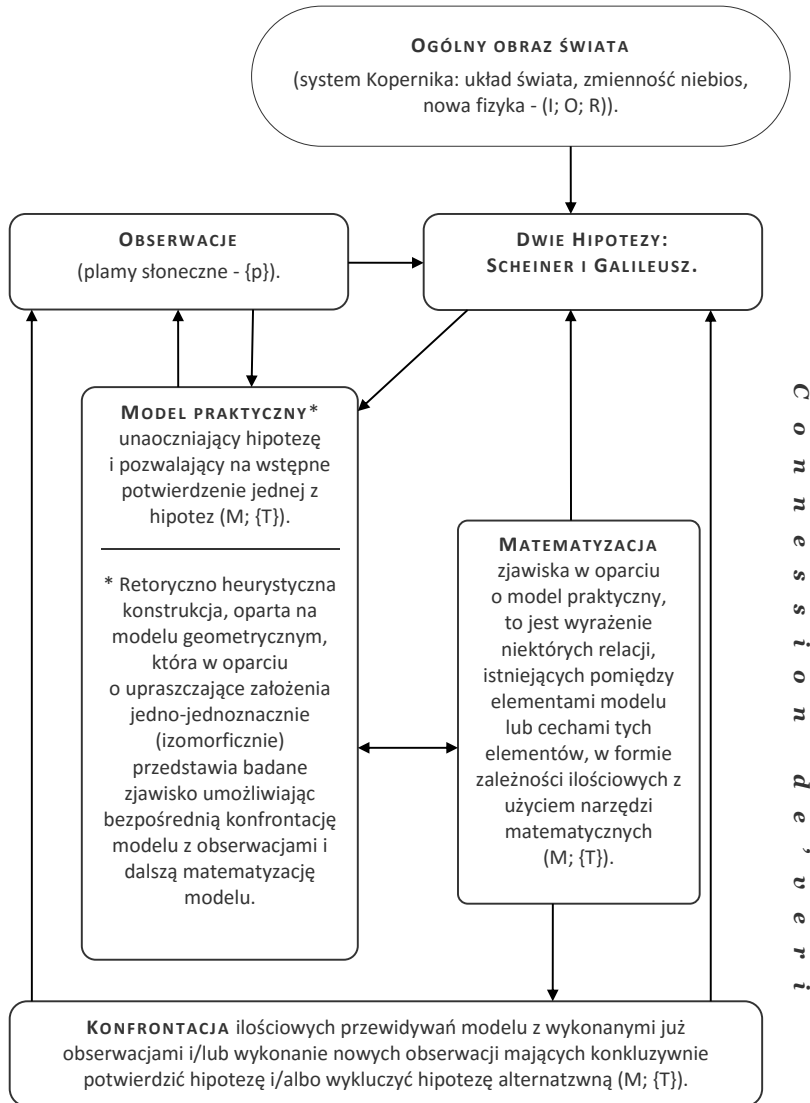 OGÓLNY OBRAZ ŚWIATA
(system Kopernika: układ świata, zmienność niebios,
nowa fizyka - (I; O; R)).
OBSERWACJE
(plamy słoneczne - {p}).
DWIE HIPOTEZY:
SCHEINER I GALILEUSZ.
MODEL PRAKTYCZNY*
unaoczniający hipotezę
i pozwalający na wstępne
potwierdzenie jednej z
hipotez (M; {T}).
* Retoryczno heurystyczna
konstrukcja, oparta na
modelu geometrycznym,
która w oparciu
o upraszczające założenia
jedno-jednoznacznie
(izomorficznie)
przedstawia badane
zjawisko umożliwiając
bezpośrednią konfrontację
modelu z obserwacjami i
dalszą matematyzację
modelu.
MATEMATYZACJA
zjawiska w oparciu
o model praktyczny,
to jest wyrażenie
niektórych relacji,
istniejących pomiędzy
elementami modelu
lub cechami tych
elementów, w formie
zależności ilościowych z
użyciem narzędzi
matematycznych
(M; {T}).
KONFRONTACJA ilościowych przewidywań modelu z wykonanymi już
obserwacjami i/lub wykonanie nowych obserwacji mających konkluzywnie
potwierdzić hipotezę i/albo wykluczyć hipotezę alternatzwną (M; {T}).
Connession de'veri